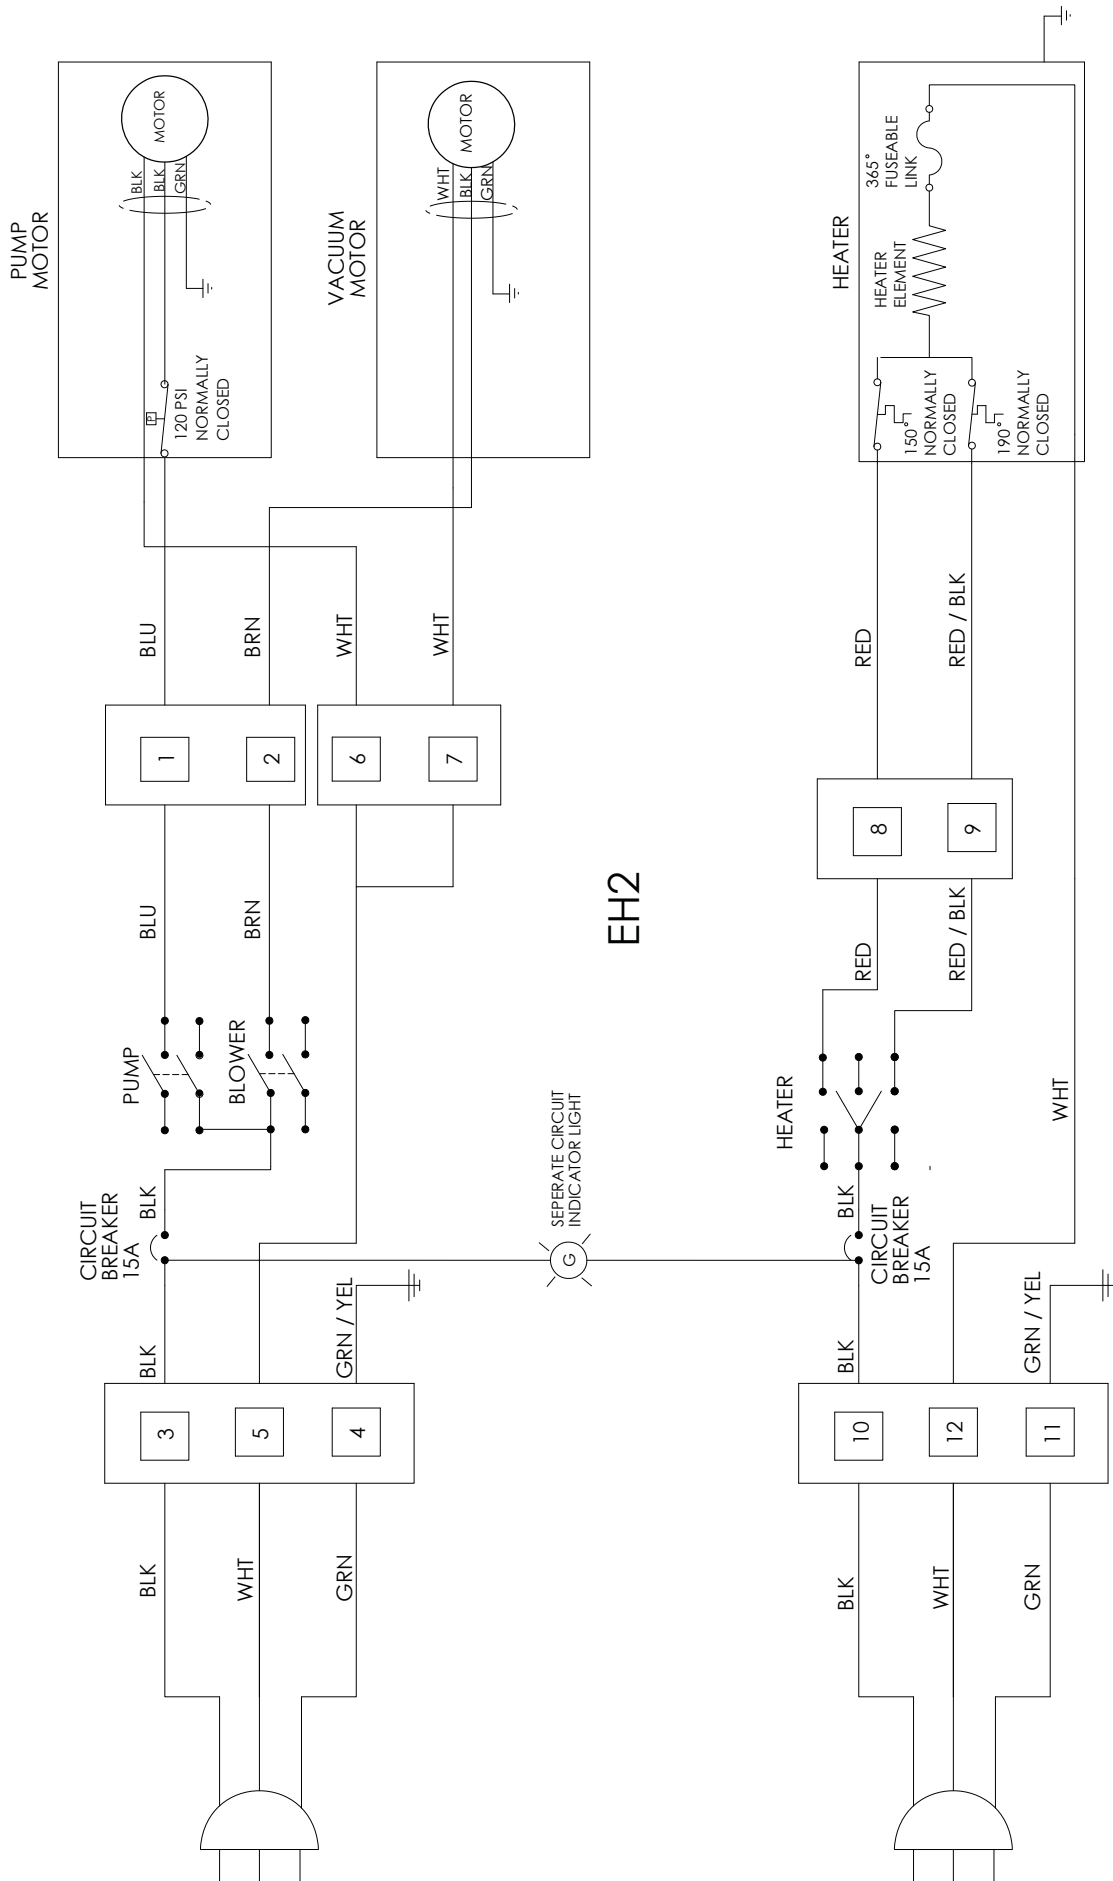 PUMP
MOTOR
MOTOR
BLK
BLK
GRN
P
120 PSI
NORMALLY
CLOSED
VACUUM
MOTOR
MOTOR
WHT
BLK
GRN
HEATER
365°
FUSEABLE
LINK
HEATER
ELEMENT
150°
NORMALLY
CLOSED
190°
NORMALLY
CLOSED
BLU
BRN
WHT
WHT
RED
RED / BLK
1
2
6
7
8
9
BLU
BRN
EH2
RED
RED / BLK
PUMP
BLOWER
HEATER
WHT
SEPERATE CIRCUIT
INDICATOR LIGHT
G
CIRCUIT
BREAKER
15A
BLK
BLK
CIRCUIT
BREAKER
15A
BLK
GRN / YEL
BLK
GRN / YEL
3
5
4
10
12
11
BLK
WHT
GRN
BLK
WHT
GRN